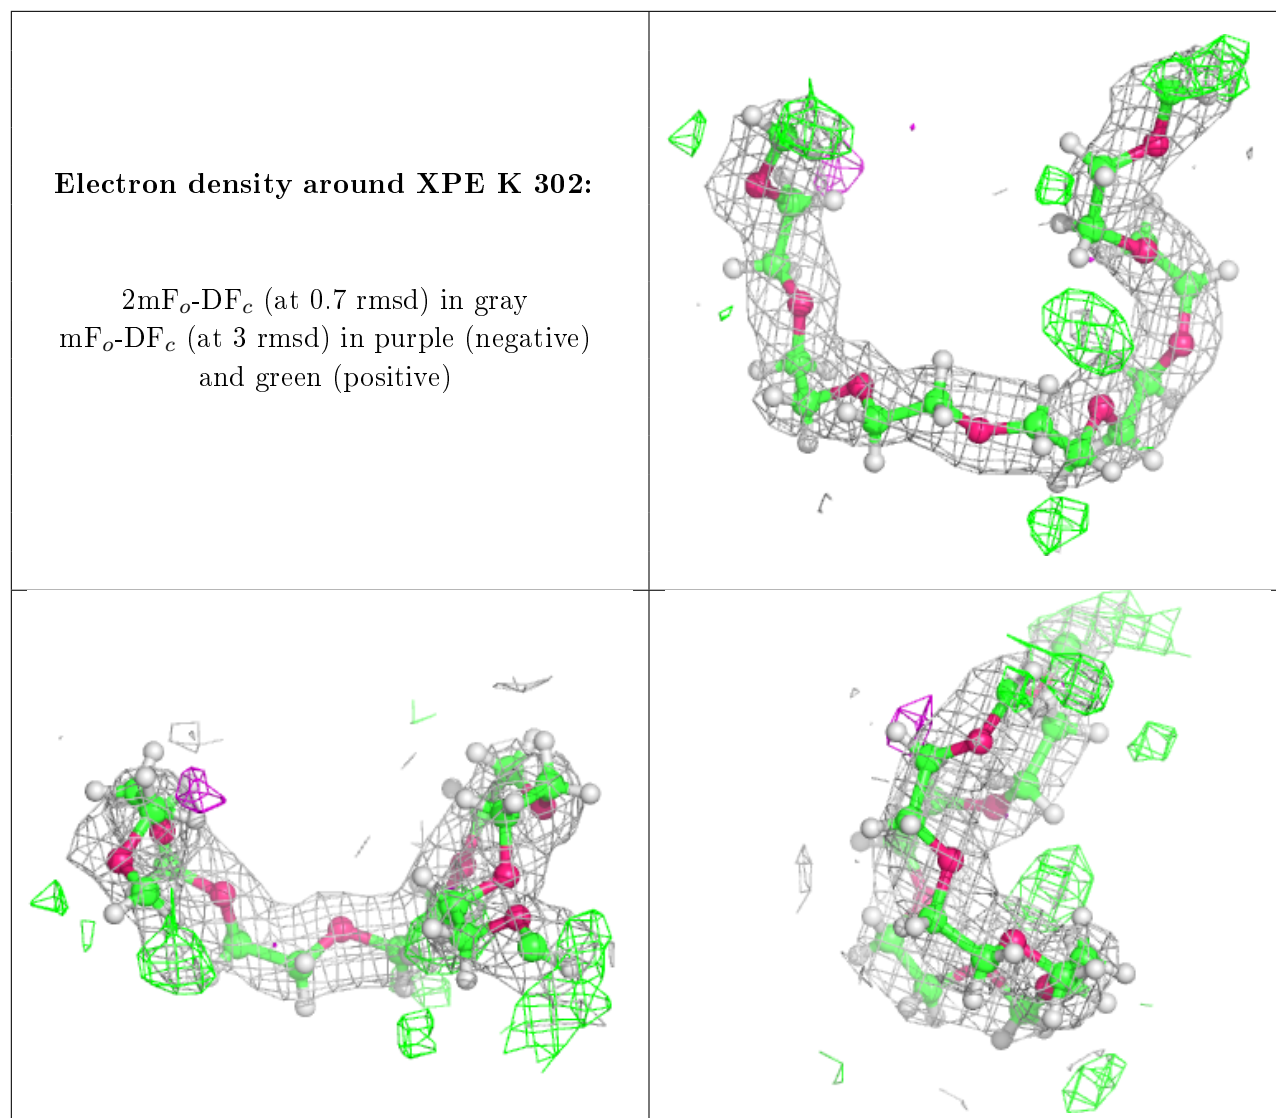 Electron density around XPE K 302:
2mFo-DFc (at 0.7 rmsd) in gray
mFo-DFc (at 3 rmsd) in purple (negative)
and green (positive)